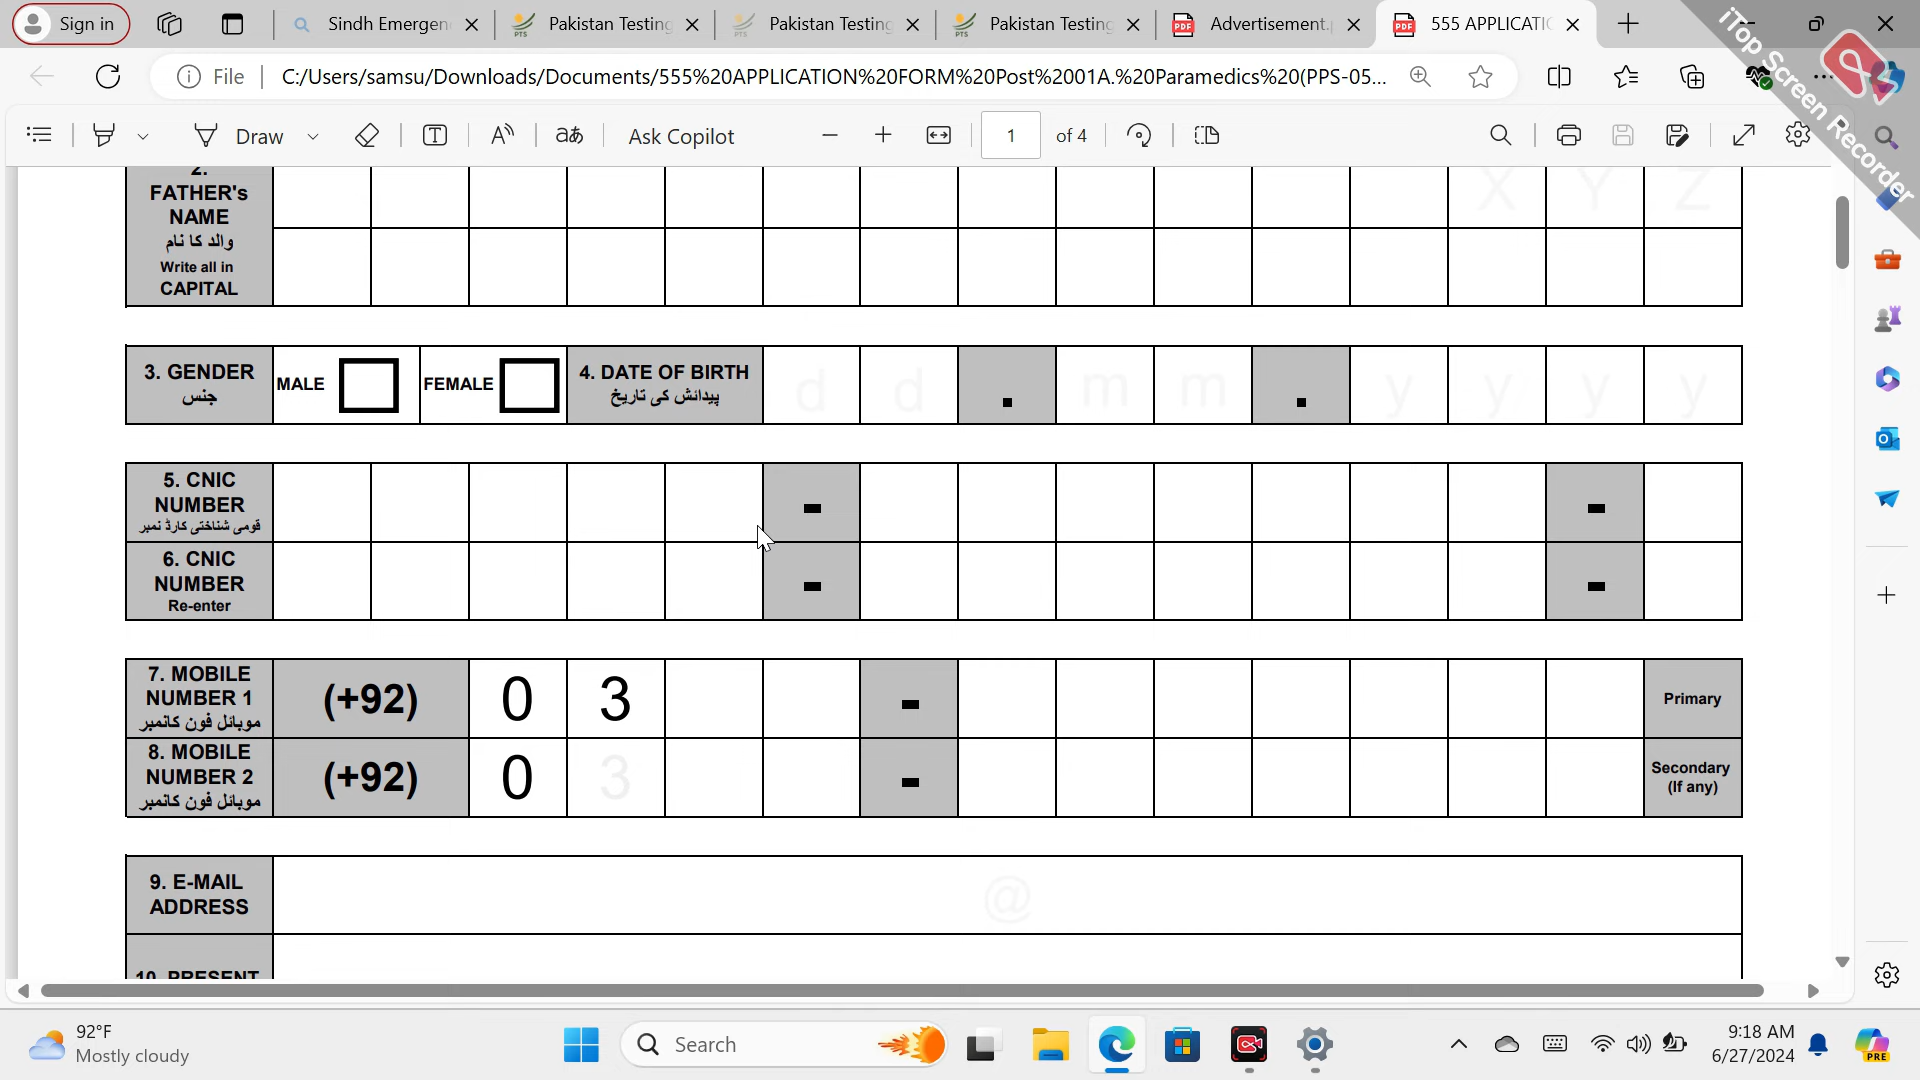 Sign in
Sindh Emergen
Pakistan Testing
Pakistan Testing
Pakistan Testing
Advertisement.p
555 APPLICATIO
File
C:/Users/samsu/Downloads/Documents/555%20APPLICATION%20FORM%20Post%2001A.%20Paramedics%20(PPS-05...
Draw
Ask Copilot
1 of 4
iTop Screen Recorder
2.
FATHER's
NAME
والد کا نام
Write all in
CAPITAL
X Y Z
3. GENDER
جنس
MALE
FEMALE
4. DATE OF BIRTH
پیدائش کی تاریخ
d d . m m . y y y y
5. CNIC
NUMBER
قومی شناختی کارڈ نمبر
- -
6. CNIC
NUMBER
Re-enter
- -
7. MOBILE
NUMBER 1
موبائل فون کانمبر
(+92) 0 3 -
Primary
8. MOBILE
NUMBER 2
موبائل فون کانمبر
(+92) 0 3 -
Secondary
(If any)
9. E-MAIL
ADDRESS
@
10. PRESENT
92°F
Mostly cloudy
Search
9:18 AM
6/27/2024
PRE